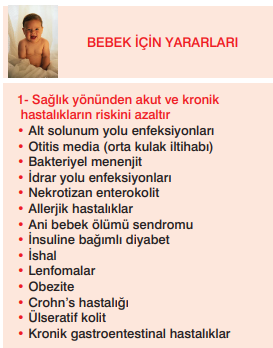 BEBEK İÇİN YARARLARI
1- Sağlık yönünden akut ve kronik
hastalıkların riskini azaltır
• Alt solunum yolu enfeksiyonları
• Otitis media (orta kulak iltihabı)
• Bakteriyel menenjit
• İdrar yolu enfeksiyonları
• Nekrotizan enterokolit
• Allerjik hastalıklar
• Ani bebek ölümü sendromu
• İnsuline bağımlı diyabet
• İshal
• Lenfomalar
• Obezite
• Crohn's hastalığı
• Ülseratif kolit
• Kronik gastroentestinal hastalıklar